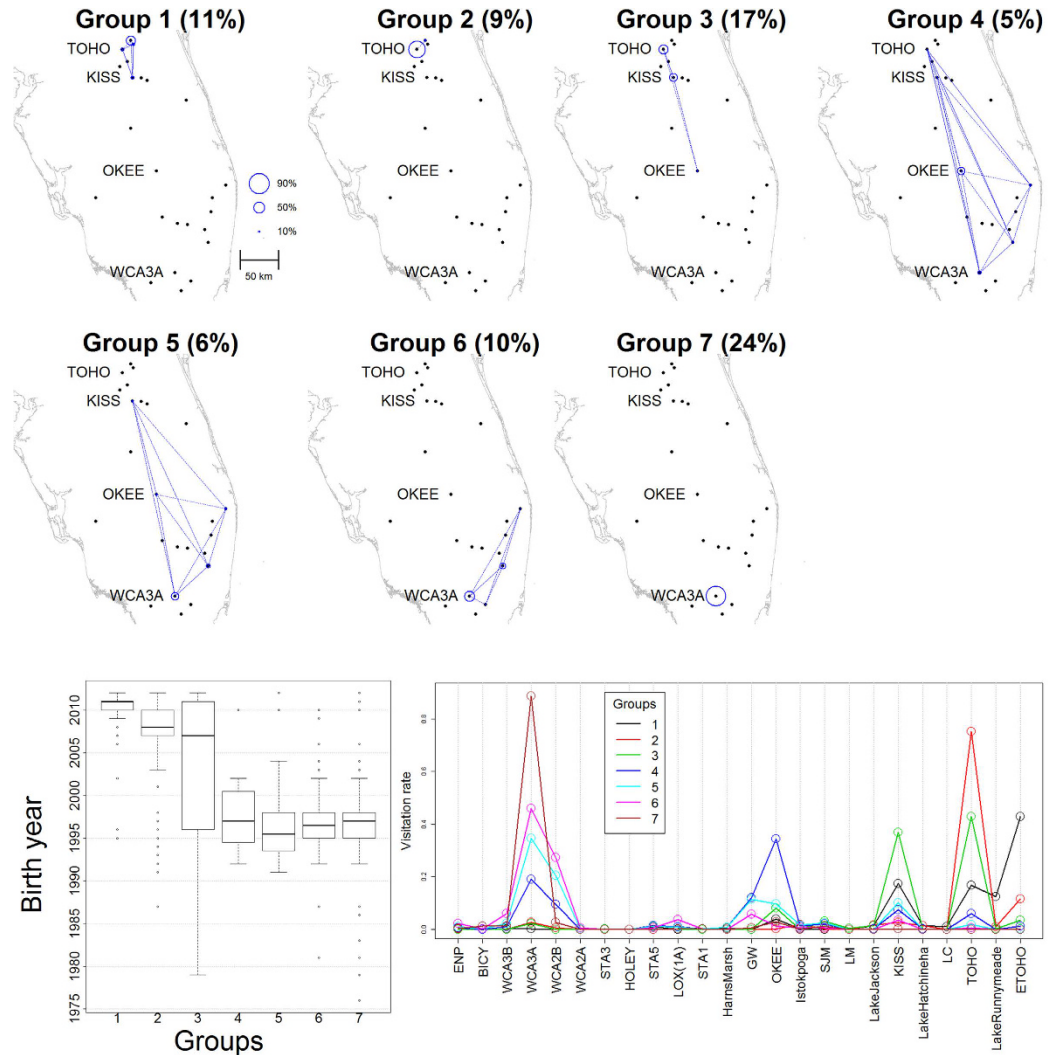 Group 1 (11%)
Group 2 (9%)
Group 3 (17%)
Group 4 (5%)
TOHO
KISS
OKEE
WCA3A
90%
50%
10%
50 km
TOHO
KISS
OKEE
WCA3A
TOHO
KISS
OKEE
WCA3A
TOHO
KISS
OKEE
WCA3A
Group 5 (6%)
Group 6 (10%)
Group 7 (24%)
TOHO
KISS
OKEE
WCA3A
TOHO
KISS
OKEE
WCA3A
TOHO
KISS
OKEE
WCA3A
Birth year
2010
2005
2000
1995
1990
1985
1980
1975
1 2 3 4 5 6 7
Groups
Visitation rate
0.8
0.6
0.4
0.2
0.0
Groups
1
2
3
4
5
6
7
ENP
BICY
WCA3B
WCA3A
WCA2B
WCA2A
STA3
HOLEY
STA5
LOX(1A)
STA1
HarnsMarsh
GW
OKEE
Istokpoga
SJM
LM
LakeJackson
KISS
LakeHatchineha
LC
TOHO
LakeRunnymeade
ETOHO